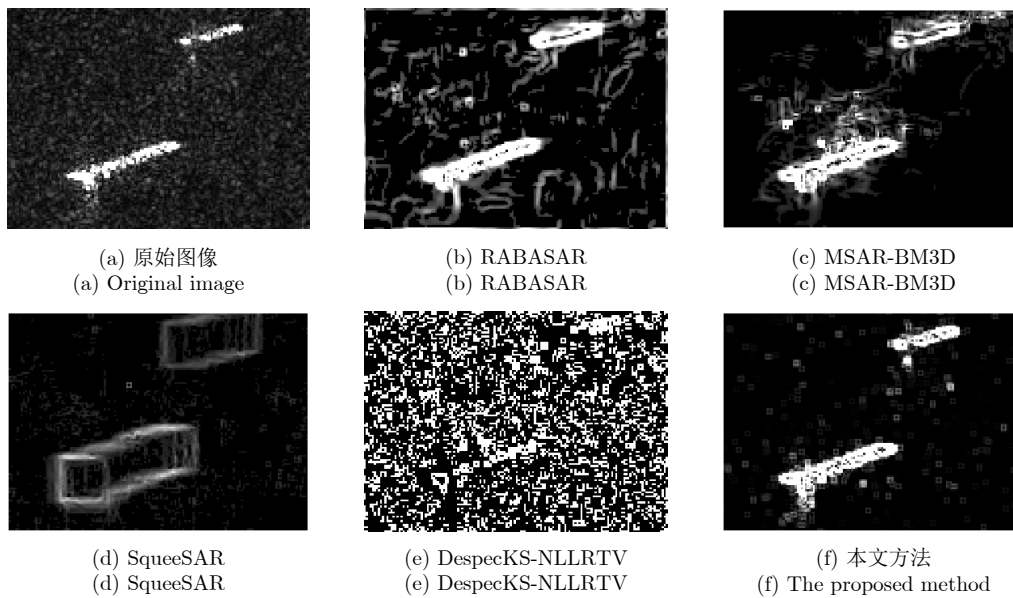 (a) 原始图像
(a) Original image
(b) RABASAR
(b) RABASAR
(c) MSAR-BM3D
(c) MSAR-BM3D
(d) SqueeSAR
(d) SqueeSAR
(e) DespecKS-NLLRTV
(e) DespecKS-NLLRTV
(f) 本文方法
(f) The proposed method